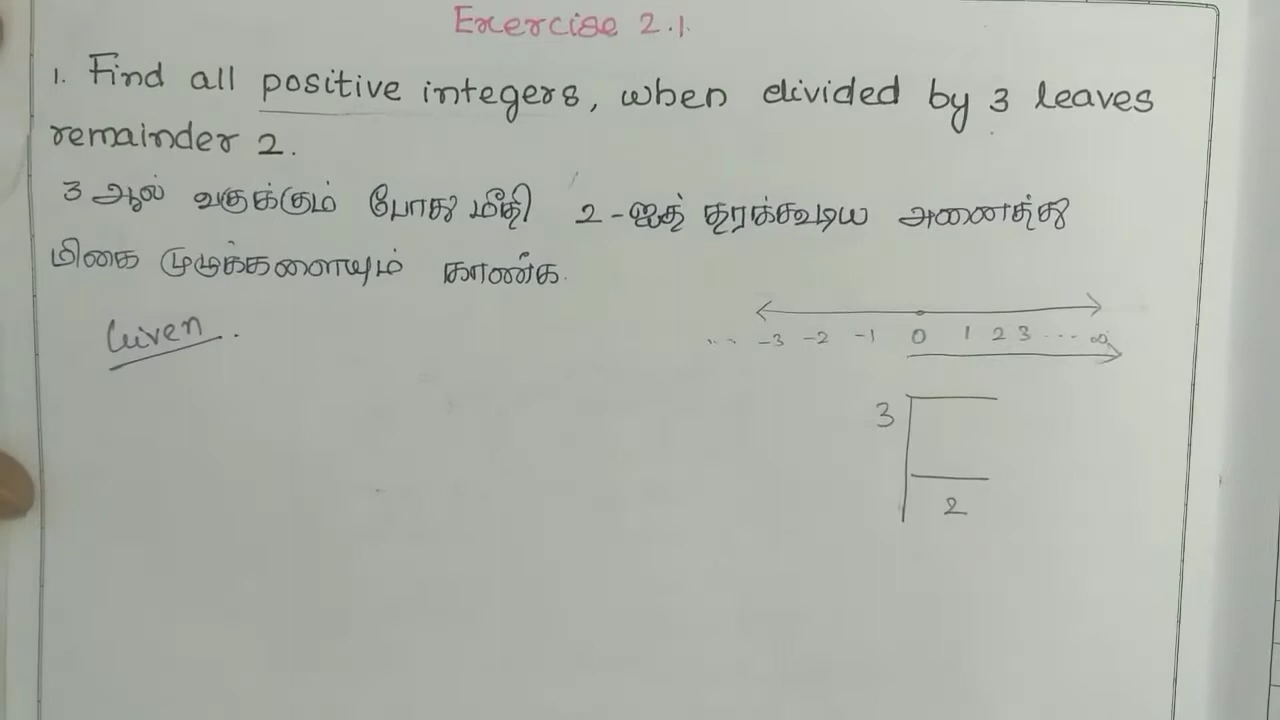 Exercise 2.1.
1. Find all positive integers, when divided by 3 leaves
remainder 2.
3 ஆல் வகுக்கும் போது மீதி 2-ஐத் தரக்கூடிய அனைத்து
மிகை முழுக்களையும் காண்க.
Given.
... -3 -2 -1 0 1 2 3 ... ∞
3
2